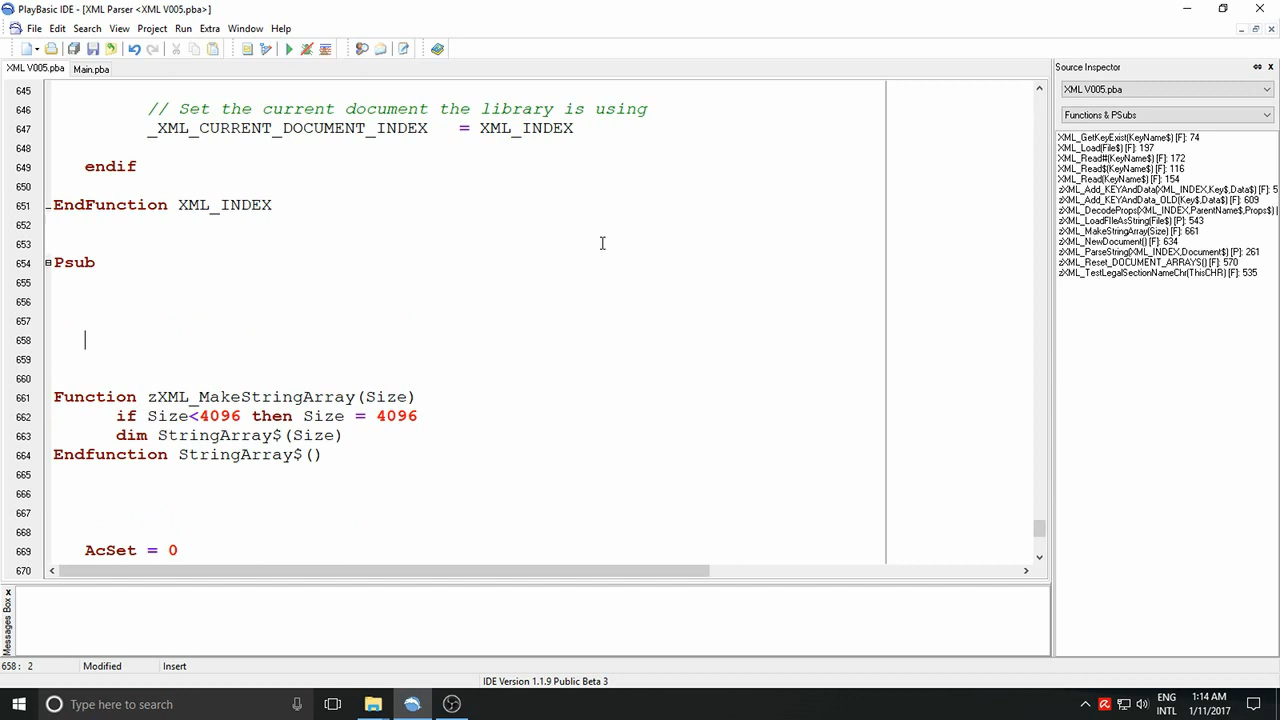 PlayBasic IDE - [XML Parser <XML V005.pba>]
File Edit Search View Project Run Extra Window Help
XML V005.pba Main.pba
645
646 // Set the current document the library is using
647 _XML_CURRENT_DOCUMENT_INDEX = XML_INDEX
648
649 endif
650
651 EndFunction XML_INDEX
652
653
654 Psub
655
656
657
658
659
660
661 Function zXML_MakeStringArray(Size)
662 if Size<4096 then Size = 4096
663 dim StringArray$(Size)
664 Endfunction StringArray$()
665
666
667
668
669 AcSet = 0
670
Source Inspector
XML V005.pba
Functions & PSubs
XML_GetKeyExist(KeyName$) [F]: 74
XML_Load(File$) [F]: 197
XML_Read#(KeyName$) [F]: 172
XML_Read$(KeyName$) [F]: 116
XML_Read(KeyName$) [F]: 154
zXML_Add_KEYAndData(XML_INDEX,Key$,Data$) [F]: 5
zXML_Add_KEYAndData_OLD(Key$,Data$) [F]: 609
zXML_DecodeProps(XML_INDEX,ParentName$,Props$) [
zXML_LoadFIleAsString(File$) [P]: 543
zXML_MakeStringArray(Size) [F]: 661
zXML_NewDocument() [F]: 634
zXML_ParseString(XML_INDEX,Document$) [P]: 261
zXML_Reset_DOCUMENT_ARRAYS() [F]: 570
zXML_TestLegalSectionNameChr(ThisCHR) [F]: 535
Messages Box
658: 2 Modified Insert
IDE Version 1.1.9 Public Beta 3
Type here to search
ENG
INTL
1:14 AM
1/11/2017